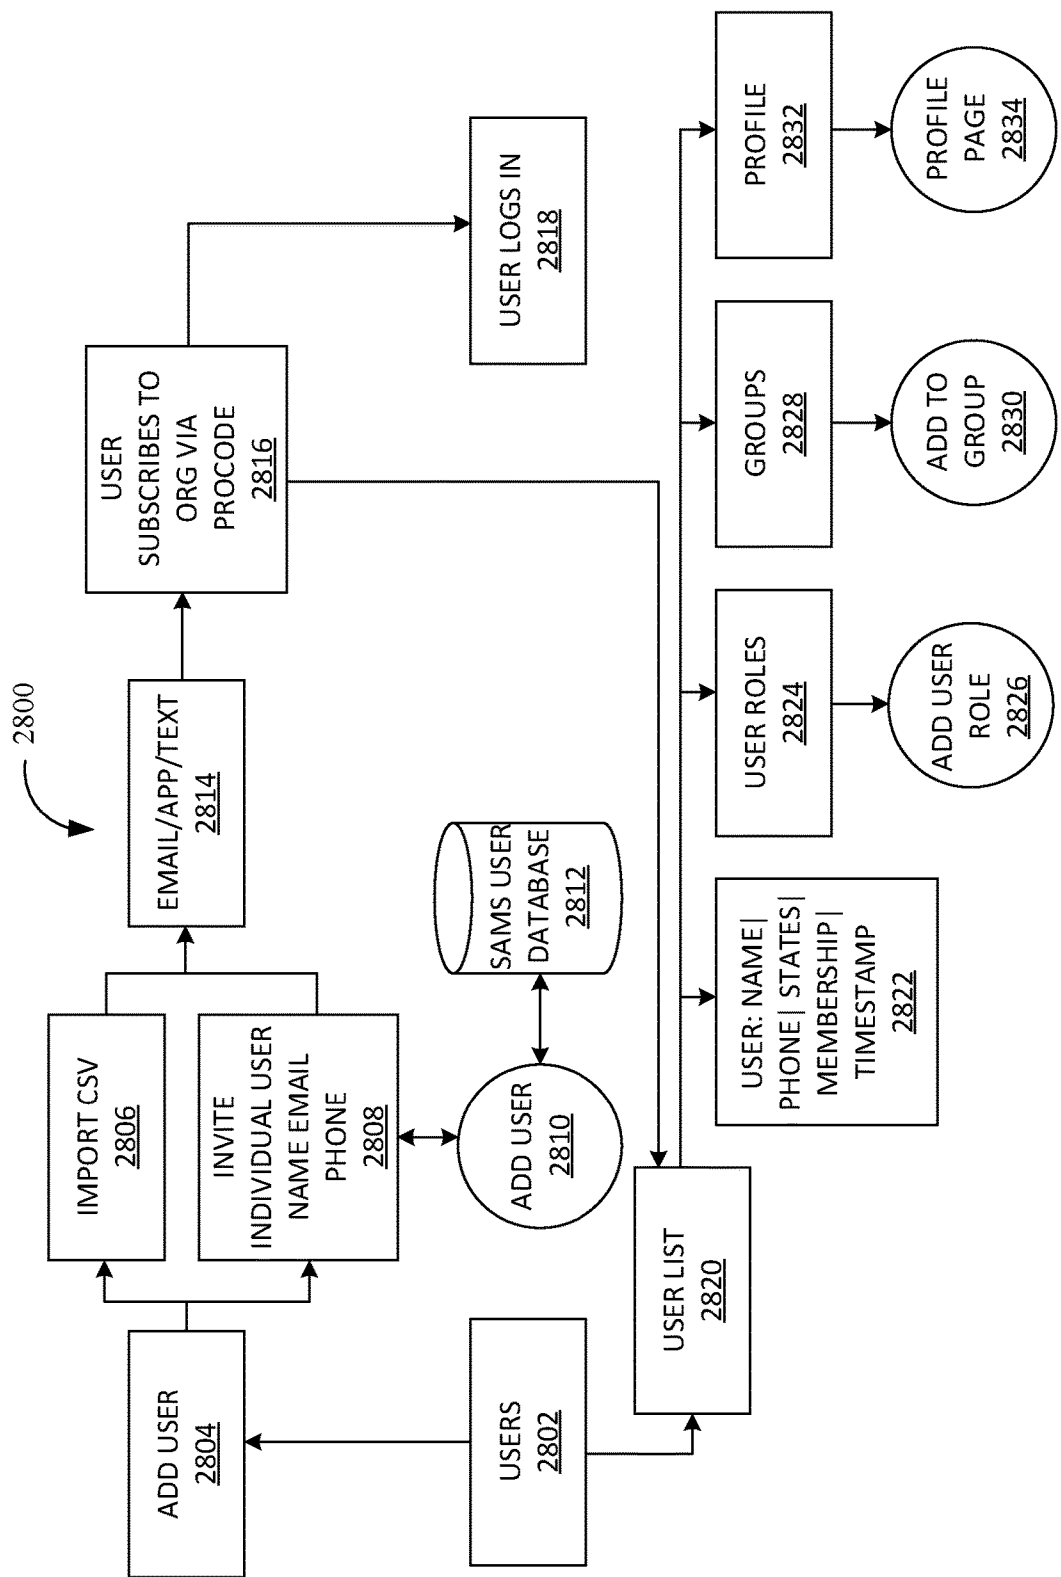 2800
ADD USER
2804
IMPORT CSV
2806
INVITE
INDIVIDUAL USER
NAME EMAIL
PHONE
2808
EMAIL/APP/TEXT
2814
USER
SUBSCRIBES TO
ORG VIA
PROCODE
2816
USERS
2802
ADD USER
2810
SAMS USER
DATABASE
2812
USER LOGS IN
2818
USER LIST
2820
USER: NAME|
PHONE| STATES|
MEMBERSHIP|
TIMESTAMP
2822
USER ROLES
2824
GROUPS
2828
PROFILE
2832
ADD USER
ROLE
2826
ADD TO
GROUP
2830
PROFILE
PAGE
2834